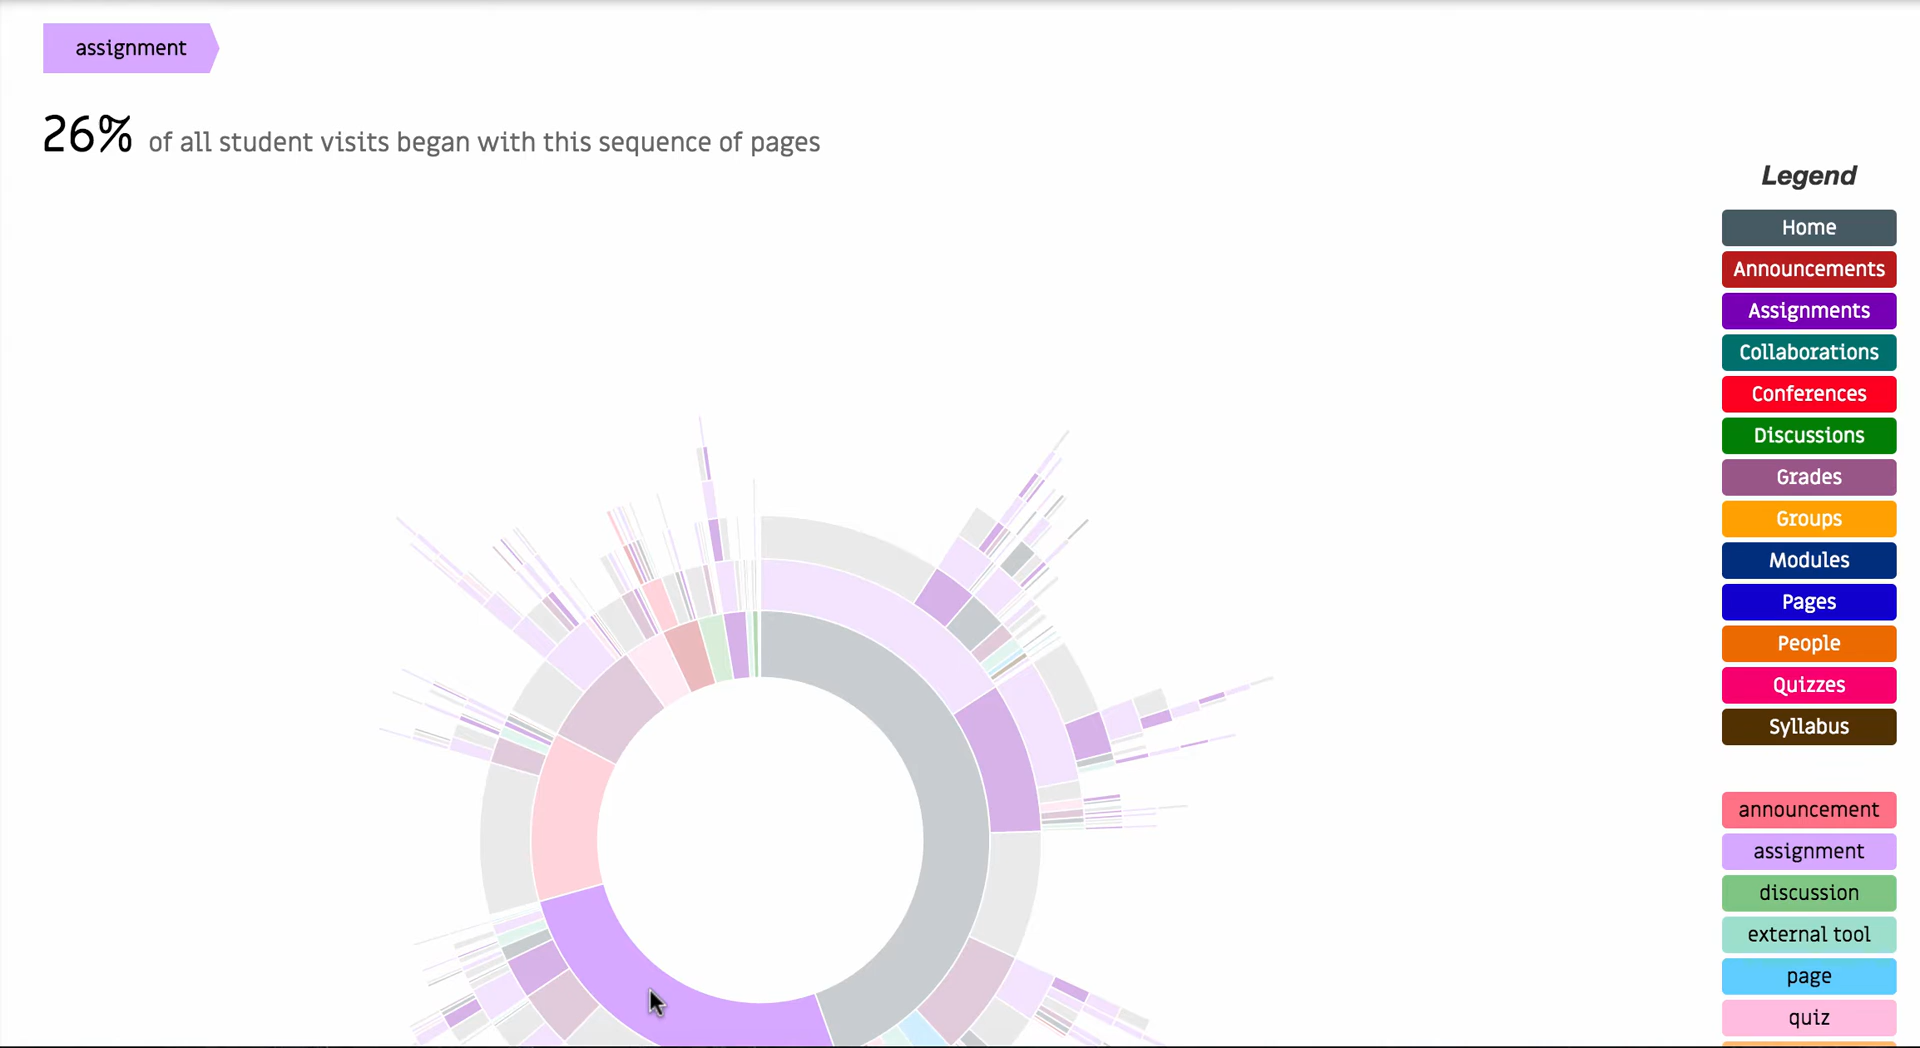 assignment
26% of all student visits began with this sequence of pages
Legend
Home
Announcements
Assignments
Collaborations
Conferences
Discussions
Grades
Groups
Modules
Pages
People
Quizzes
Syllabus
announcement
assignment
discussion
external tool
page
quiz